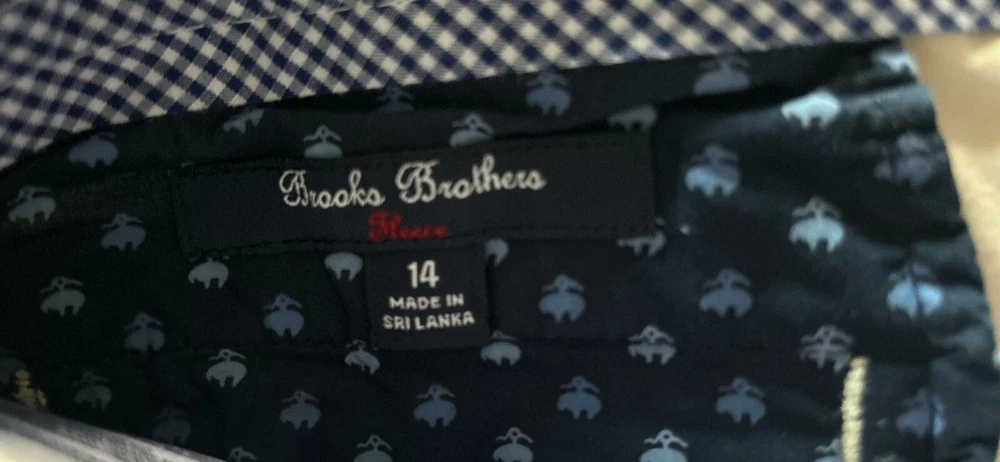 Brooks Brothers
Fleece
14
MADE IN
SRI LANKA